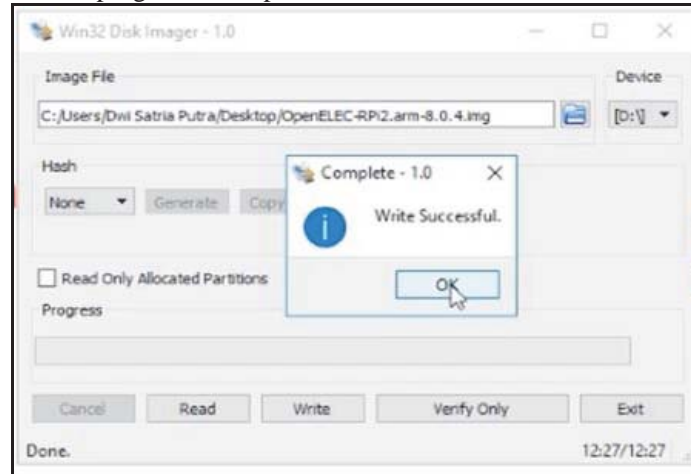 Win32 Disk Imager - 1.0
Image File
Device
C:/Users/Dwi Satria Putra/Desktop/OpenELEC-RPi2.arm-8.0.4.img
[D:\]
Hash
None
Generate
Copy
Complete - 1.0
Write Successful.
OK
Read Only Allocated Partitions
Progress
Cancel
Read
Write
Verify Only
Exit
Done.
12:27/12:27